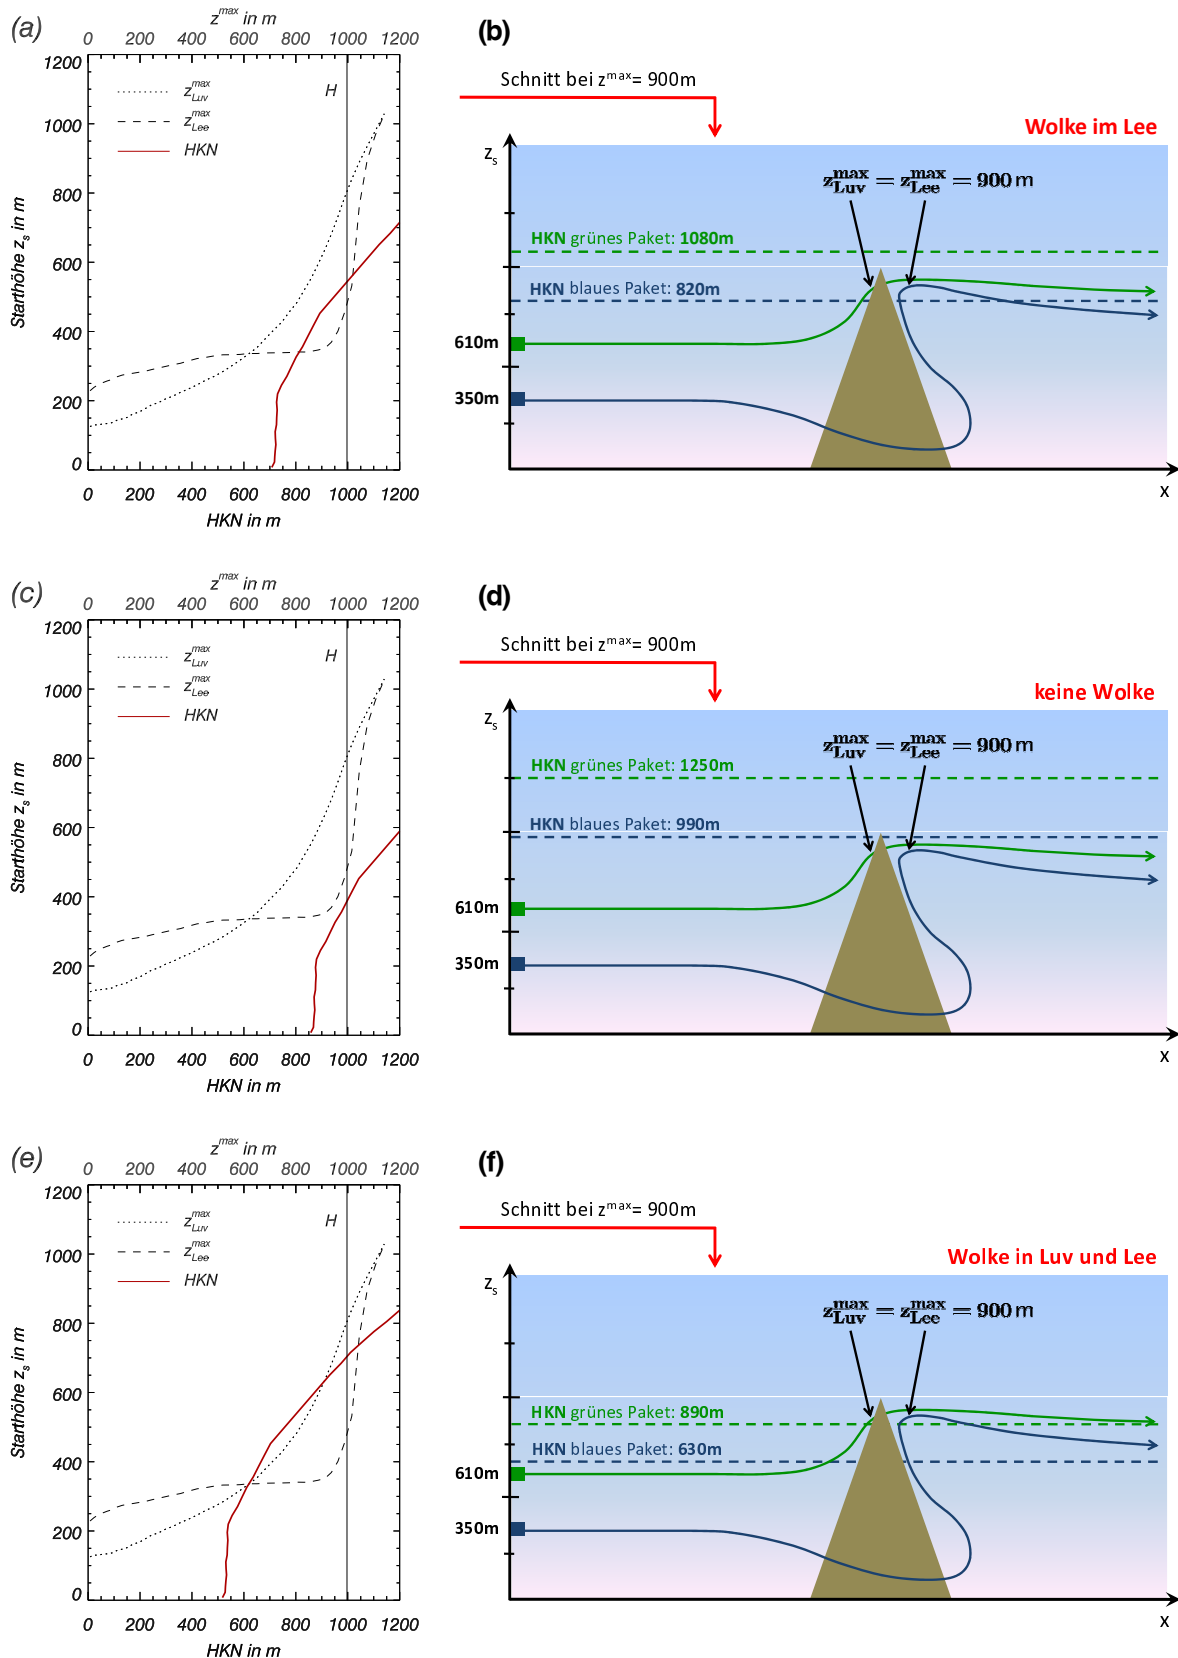 (a)
z^max in m
0 200 400 600 800 1000 1200
1200
1000
800
600
400
200
0
Starthöhe z_s in m
z^max_Luv
z^max_Lee
HKN
H
0 200 400 600 800 1000 1200
HKN in m
(b)
Schnitt bei z^max= 900m
Wolke im Lee
z_s
z^max_Luv = z^max_Lee = 900 m
HKN grünes Paket: 1080m
HKN blaues Paket: 820m
610m
350m
x
(c)
z^max in m
0 200 400 600 800 1000 1200
1200
1000
800
600
400
200
0
Starthöhe z_s in m
z^max_Luv
z^max_Lee
HKN
H
0 200 400 600 800 1000 1200
HKN in m
(d)
Schnitt bei z^max= 900m
keine Wolke
z_s
z^max_Luv = z^max_Lee = 900 m
HKN grünes Paket: 1250m
HKN blaues Paket: 990m
610m
350m
x
(e)
z^max in m
0 200 400 600 800 1000 1200
1200
1000
800
600
400
200
0
Starthöhe z_s in m
z^max_Luv
z^max_Lee
HKN
H
0 200 400 600 800 1000 1200
HKN in m
(f)
Schnitt bei z^max= 900m
Wolke in Luv und Lee
z_s
z^max_Luv = z^max_Lee = 900 m
HKN grünes Paket: 890m
HKN blaues Paket: 630m
610m
350m
x